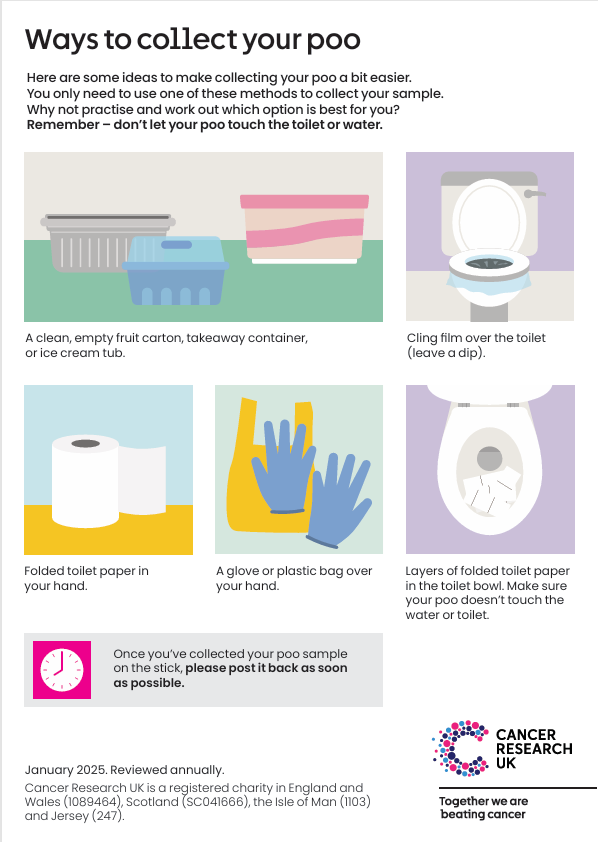 Ways to collect your poo
Here are some ideas to make collecting your poo a bit easier.
You only need to use one of these methods to collect your sample.
Why not practise and work out which option is best for you?
Remember – don't let your poo touch the toilet or water.
A clean, empty fruit carton, takeaway container,
or ice cream tub.
Cling film over the toilet
(leave a dip).
Folded toilet paper in
your hand.
A glove or plastic bag over
your hand.
Layers of folded toilet paper
in the toilet bowl. Make sure
your poo doesn't touch the
water or toilet.
Once you've collected your poo sample
on the stick, please post it back as soon
as possible.
January 2025. Reviewed annually.
Cancer Research UK is a registered charity in England and
Wales (1089464), Scotland (SC041666), the Isle of Man (1103)
and Jersey (247).
CANCER
RESEARCH
UK
Together we are
beating cancer